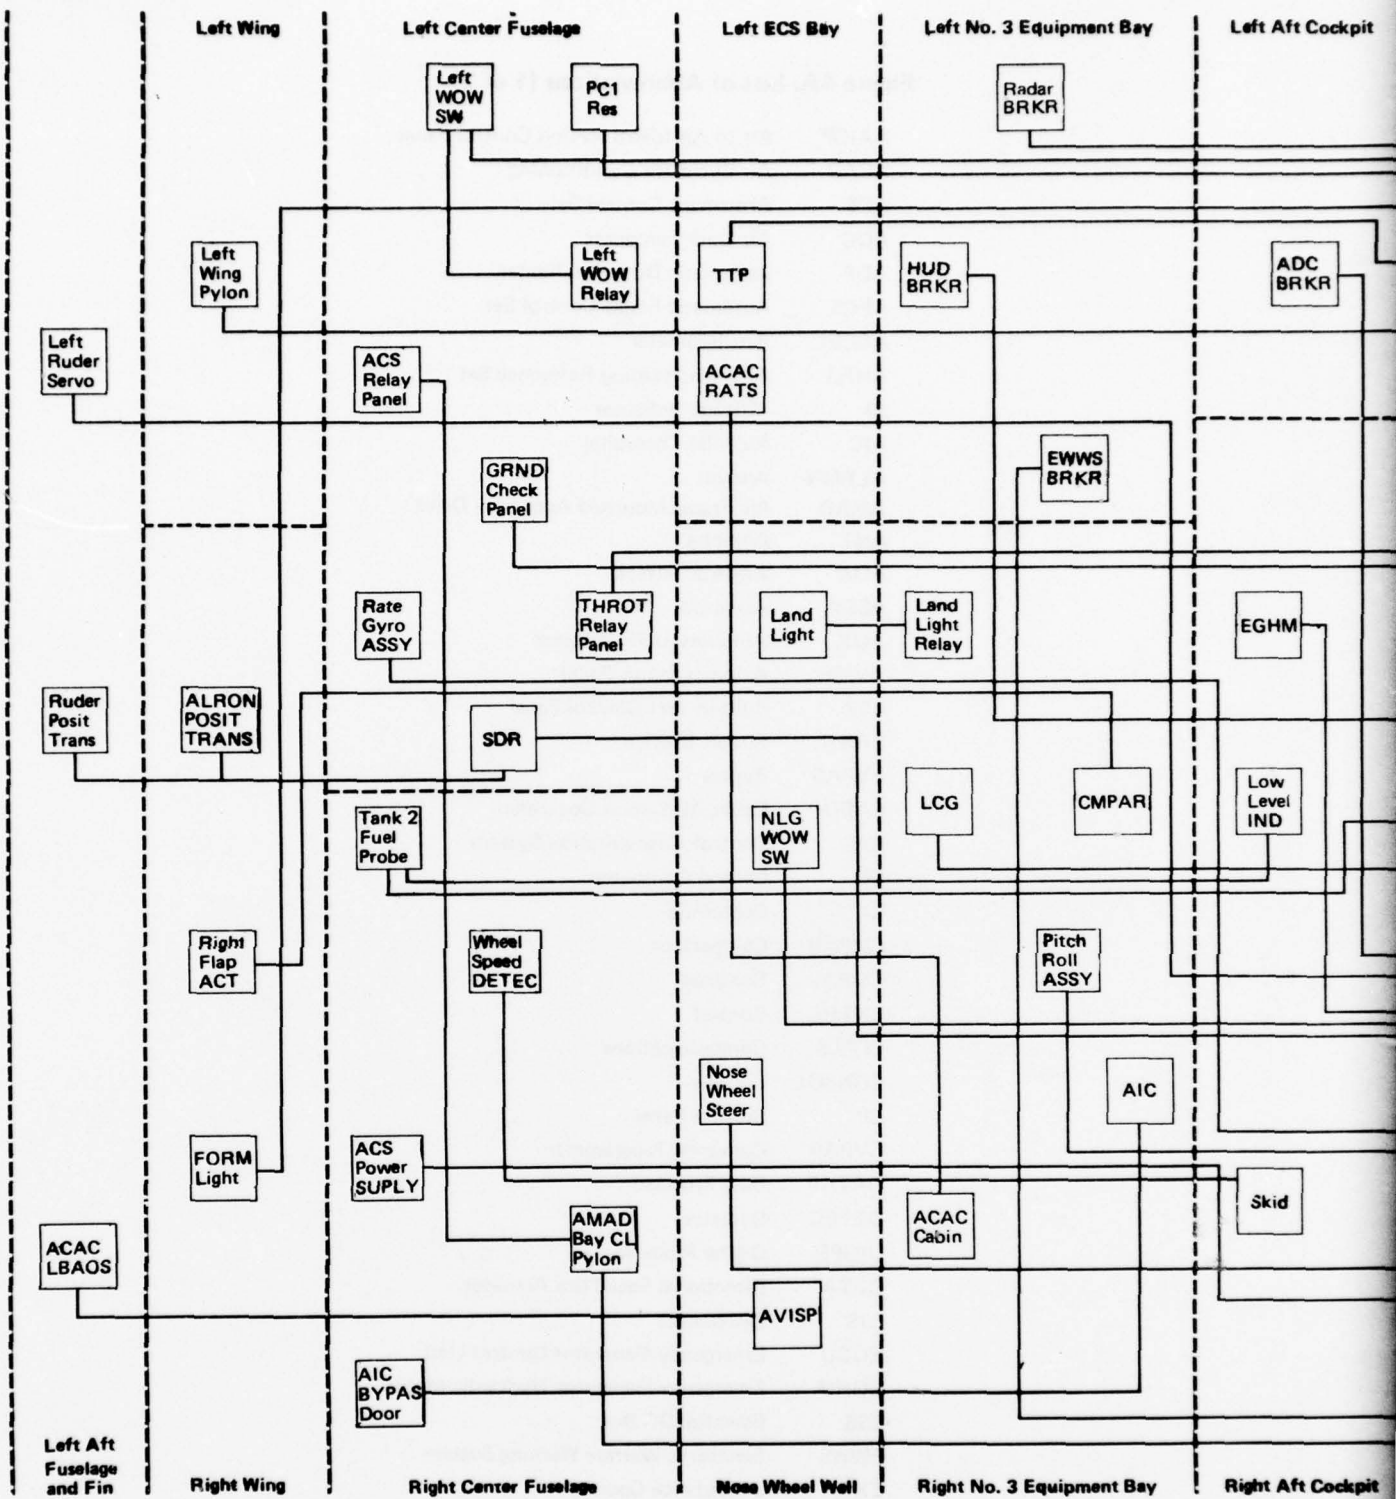 Left Wing
Left Center Fuselage
Left ECS Bay
Left No. 3 Equipment Bay
Left Aft Cockpit
Left
WOW
SW
PC1
Res
Radar
BRKR
Left
Wing
Pylon
Left
WOW
Relay
TTP
HUD
BRKR
ADC
BRKR
Left
Ruder
Servo
ACS
Relay
Panel
ACAC
RATS
GRND
Check
Panel
EWWS
BRKR
Rate
Gyro
ASSY
THROT
Relay
Panel
Land
Light
Land
Light
Relay
EGHM
Ruder
Posit
Trans
ALRON
POSIT
TRANS
SDR
Tank 2
Fuel
Probe
NLG
WOW
SW
LCG
CMPAR
Low
Level
IND
Right
Flap
ACT
Wheel
Speed
DETEC
Pitch
Roll
ASSY
Nose
Wheel
Steer
AIC
FORM
Light
ACS
Power
SUPLY
ACAC
Cabin
Skid
ACAC
LBAOS
AMAD
Bay CL
Pylon
AVISP
AIC
BYPAS
Door
Left Aft
Fuselage
and Fin
Right Wing
Right Center Fuselage
Nose Wheel Well
Right No. 3 Equipment Bay
Right Aft Cockpit